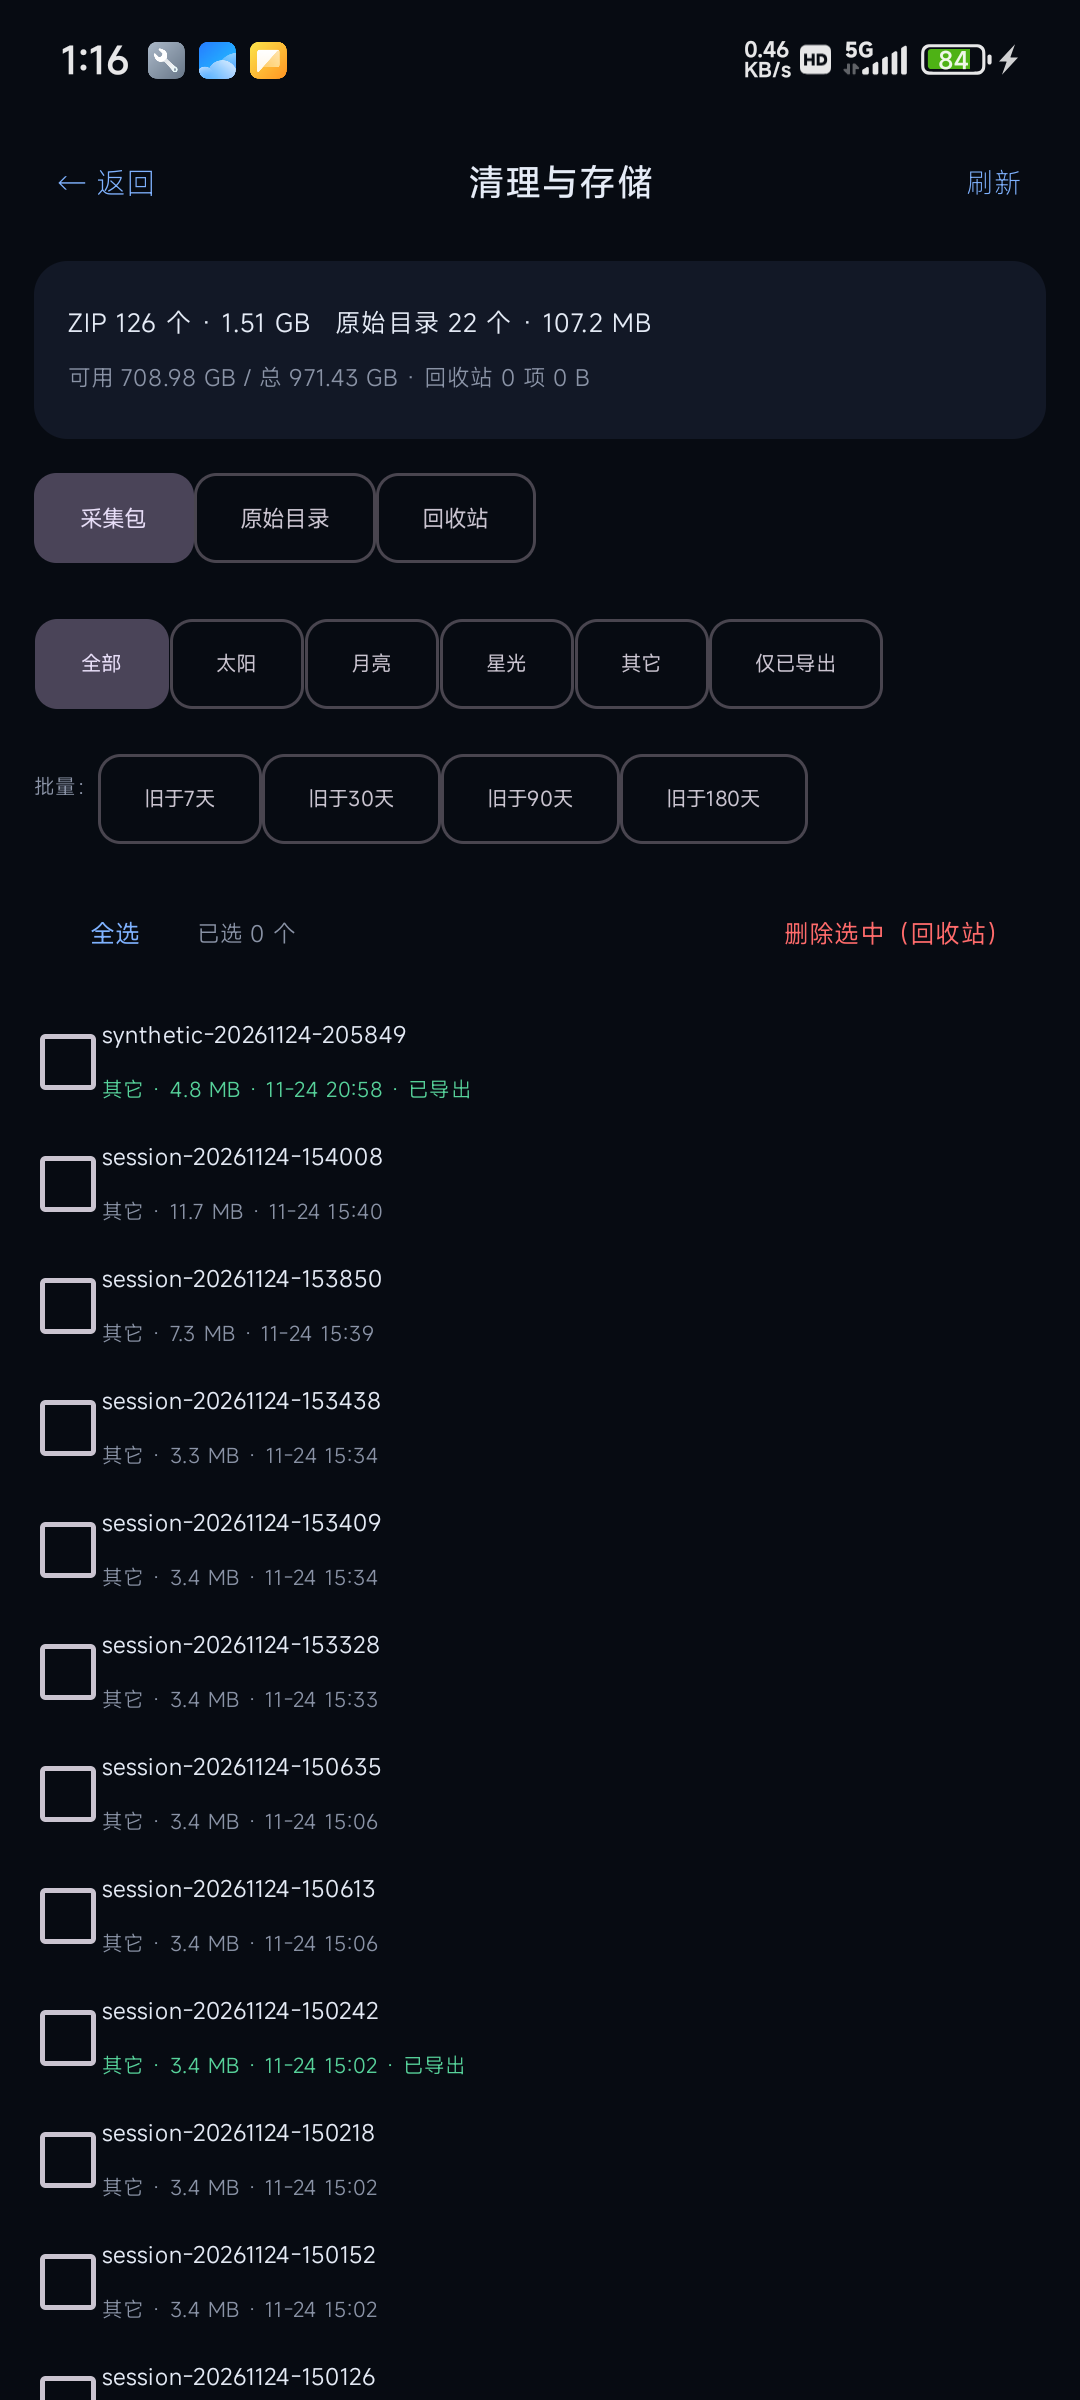 1:16 0.46 KB/s HD 5G 84
← 返回 清理与存储 刷新
ZIP 126 个 · 1.51 GB 原始目录 22 个 · 107.2 MB
可用 708.98 GB / 总 971.43 GB · 回收站 0 项 0 B
采集包 原始目录 回收站
全部 太阳 月亮 星光 其它 仅已导出
批量: 旧于7天 旧于30天 旧于90天 旧于180天
全选 已选 0 个 删除选中（回收站）
synthetic-20261124-205849
其它 · 4.8 MB · 11-24 20:58 · 已导出
session-20261124-154008
其它 · 11.7 MB · 11-24 15:40
session-20261124-153850
其它 · 7.3 MB · 11-24 15:39
session-20261124-153438
其它 · 3.3 MB · 11-24 15:34
session-20261124-153409
其它 · 3.4 MB · 11-24 15:34
session-20261124-153328
其它 · 3.4 MB · 11-24 15:33
session-20261124-150635
其它 · 3.4 MB · 11-24 15:06
session-20261124-150613
其它 · 3.4 MB · 11-24 15:06
session-20261124-150242
其它 · 3.4 MB · 11-24 15:02 · 已导出
session-20261124-150218
其它 · 3.4 MB · 11-24 15:02
session-20261124-150152
其它 · 3.4 MB · 11-24 15:02
session-20261124-150126